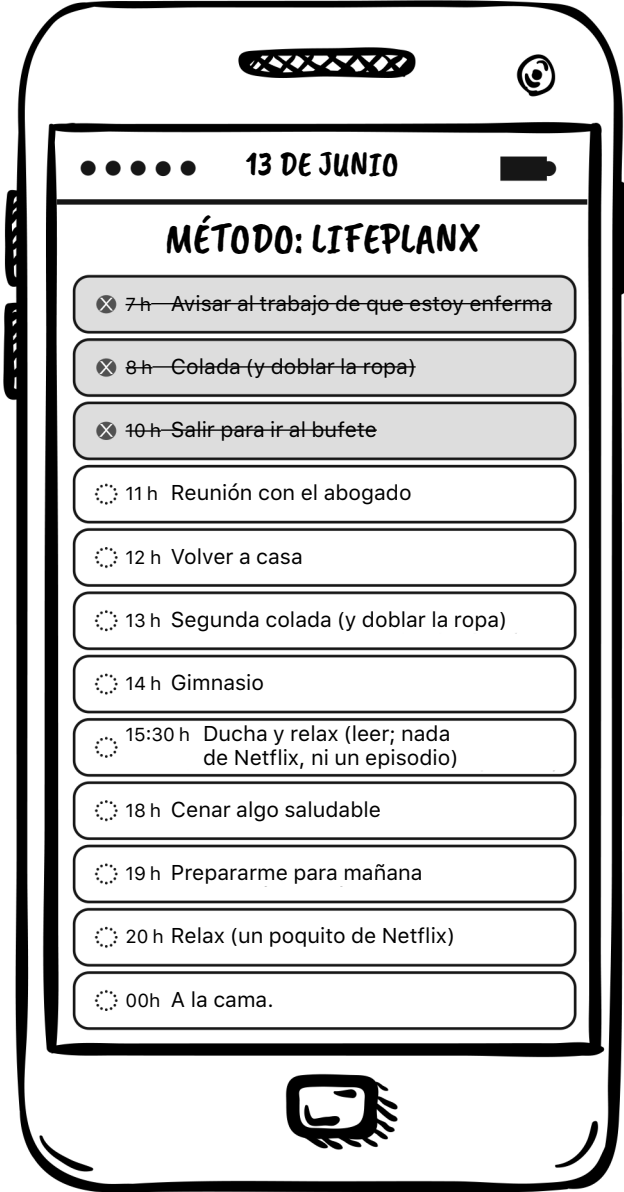 13 DE JUNIO
MÉTODO: LIFEPLANX
7 h Avisar al trabajo de que estoy enferma
8 h Colada (y doblar la ropa)
10 h Salir para ir al bufete
11 h Reunión con el abogado
12 h Volver a casa
13 h Segunda colada (y doblar la ropa)
14 h Gimnasio
15:30 h Ducha y relax (leer; nada
de Netflix, ni un episodio)
18 h Cenar algo saludable
19 h Prepararme para mañana
20 h Relax (un poquito de Netflix)
00h A la cama.